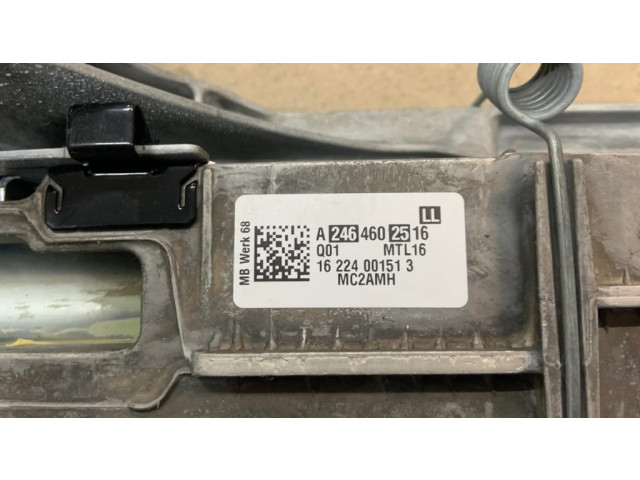 LL
MB Werk 68
A 246 460 25 16
Q01 MTL16
16 224 00151 3
MC2AMH